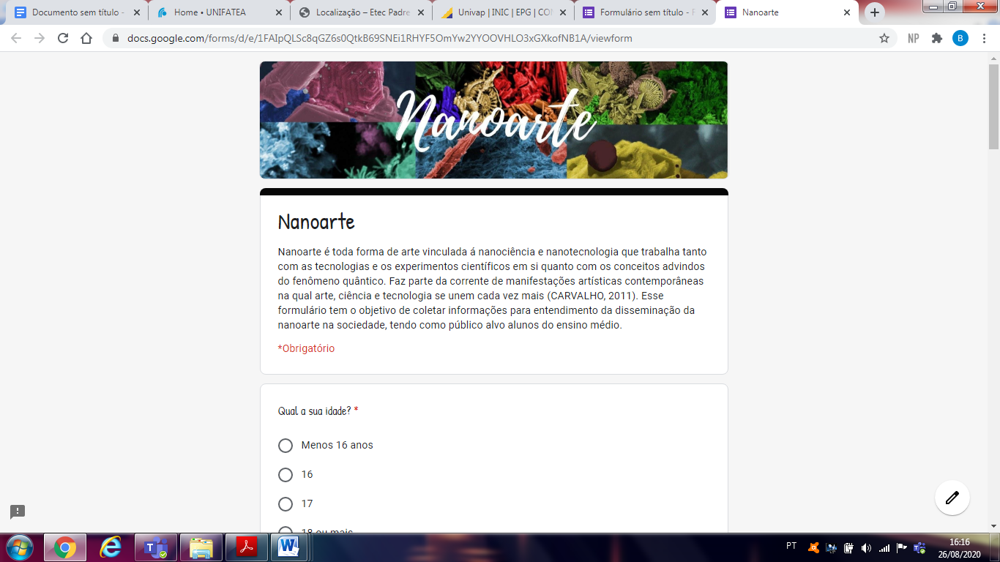 Documento sem título -
Home • UNIFATEA
Localização – Etec Padre
Univap | INIC | EPG | CON
Formulário sem título - F
Nanoarte
docs.google.com/forms/d/e/1FAIpQLSc8qGZ6s0QtkB69SNEi1RHYF5OmYw2YYOOVHLO3xGXkofNB1A/viewform
NP
B
Nanoarte
Nanoarte
Nanoarte é toda forma de arte vinculada á nanociência e nanotecnologia que trabalha tanto
com as tecnologias e os experimentos científicos em si quanto com os conceitos advindos
do fenômeno quântico. Faz parte da corrente de manifestações artísticas contemporâneas
na qual arte, ciência e tecnologia se unem cada vez mais (CARVALHO, 2011). Esse
formulário tem o objetivo de coletar informações para entendimento da disseminação da
nanoarte na sociedade, tendo como público alvo alunos do ensino médio.
*Obrigatório
Qual a sua idade? *
Menos 16 anos
16
17
18 ou mais
PT
16:16
26/08/2020